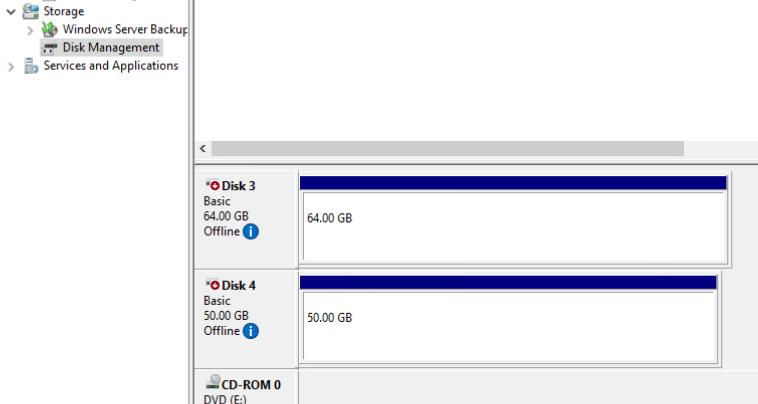 Storage
Windows Server Backup
Disk Management
Services and Applications
Disk 3
Basic
64.00 GB
Offline
64.00 GB
Disk 4
Basic
50.00 GB
Offline
50.00 GB
CD-ROM 0
DVD (E:)